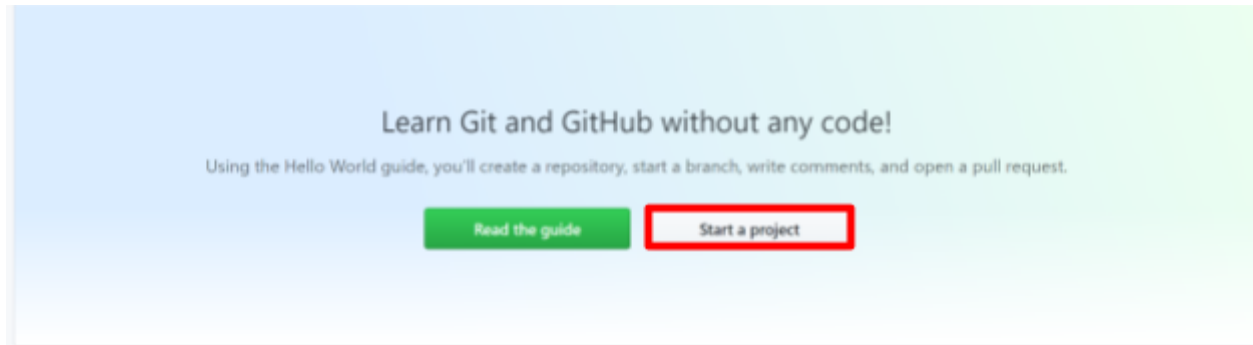 Learn Git and GitHub without any code!
Using the Hello World guide, you'll create a repository, start a branch, write comments, and open a pull request.
Read the guide
Start a project